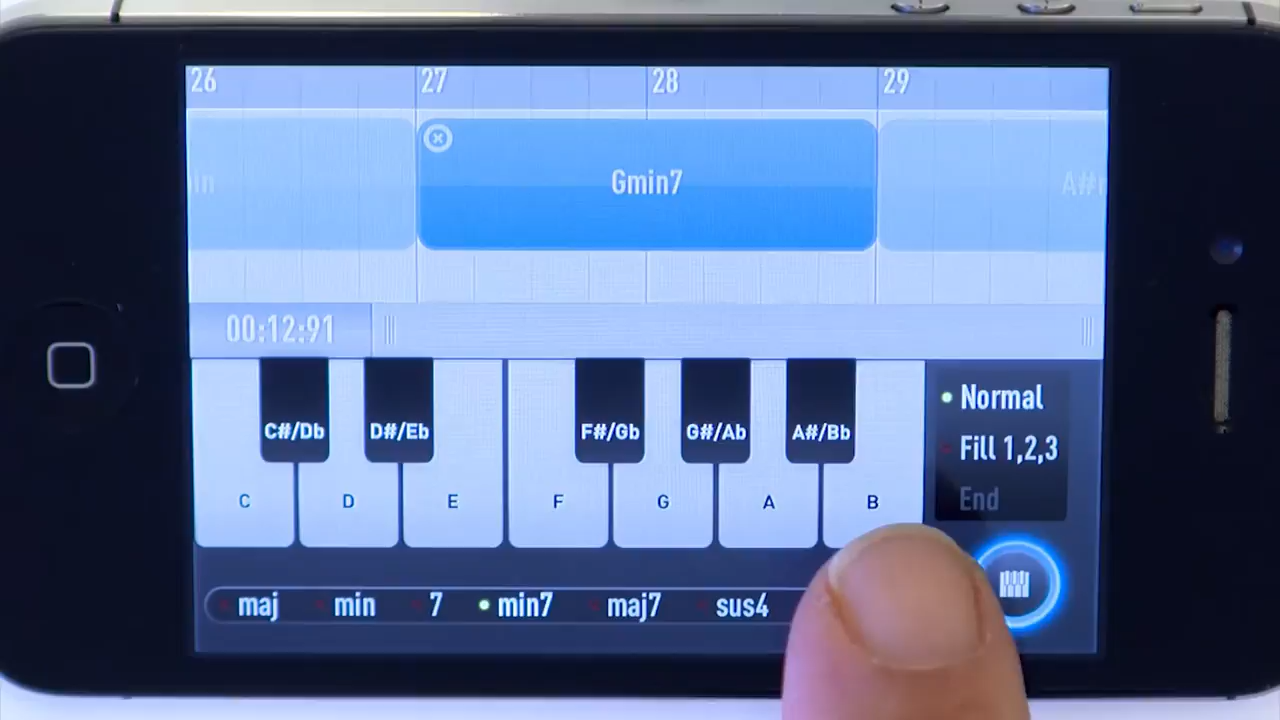 26 27 28 29
Gmin7
00:12:91
C#/Db D#/Eb F#/Gb G#/Ab A#/Bb
C D E F G A B
Normal
Fill 1,2,3
End
maj min 7 min7 maj7 sus4